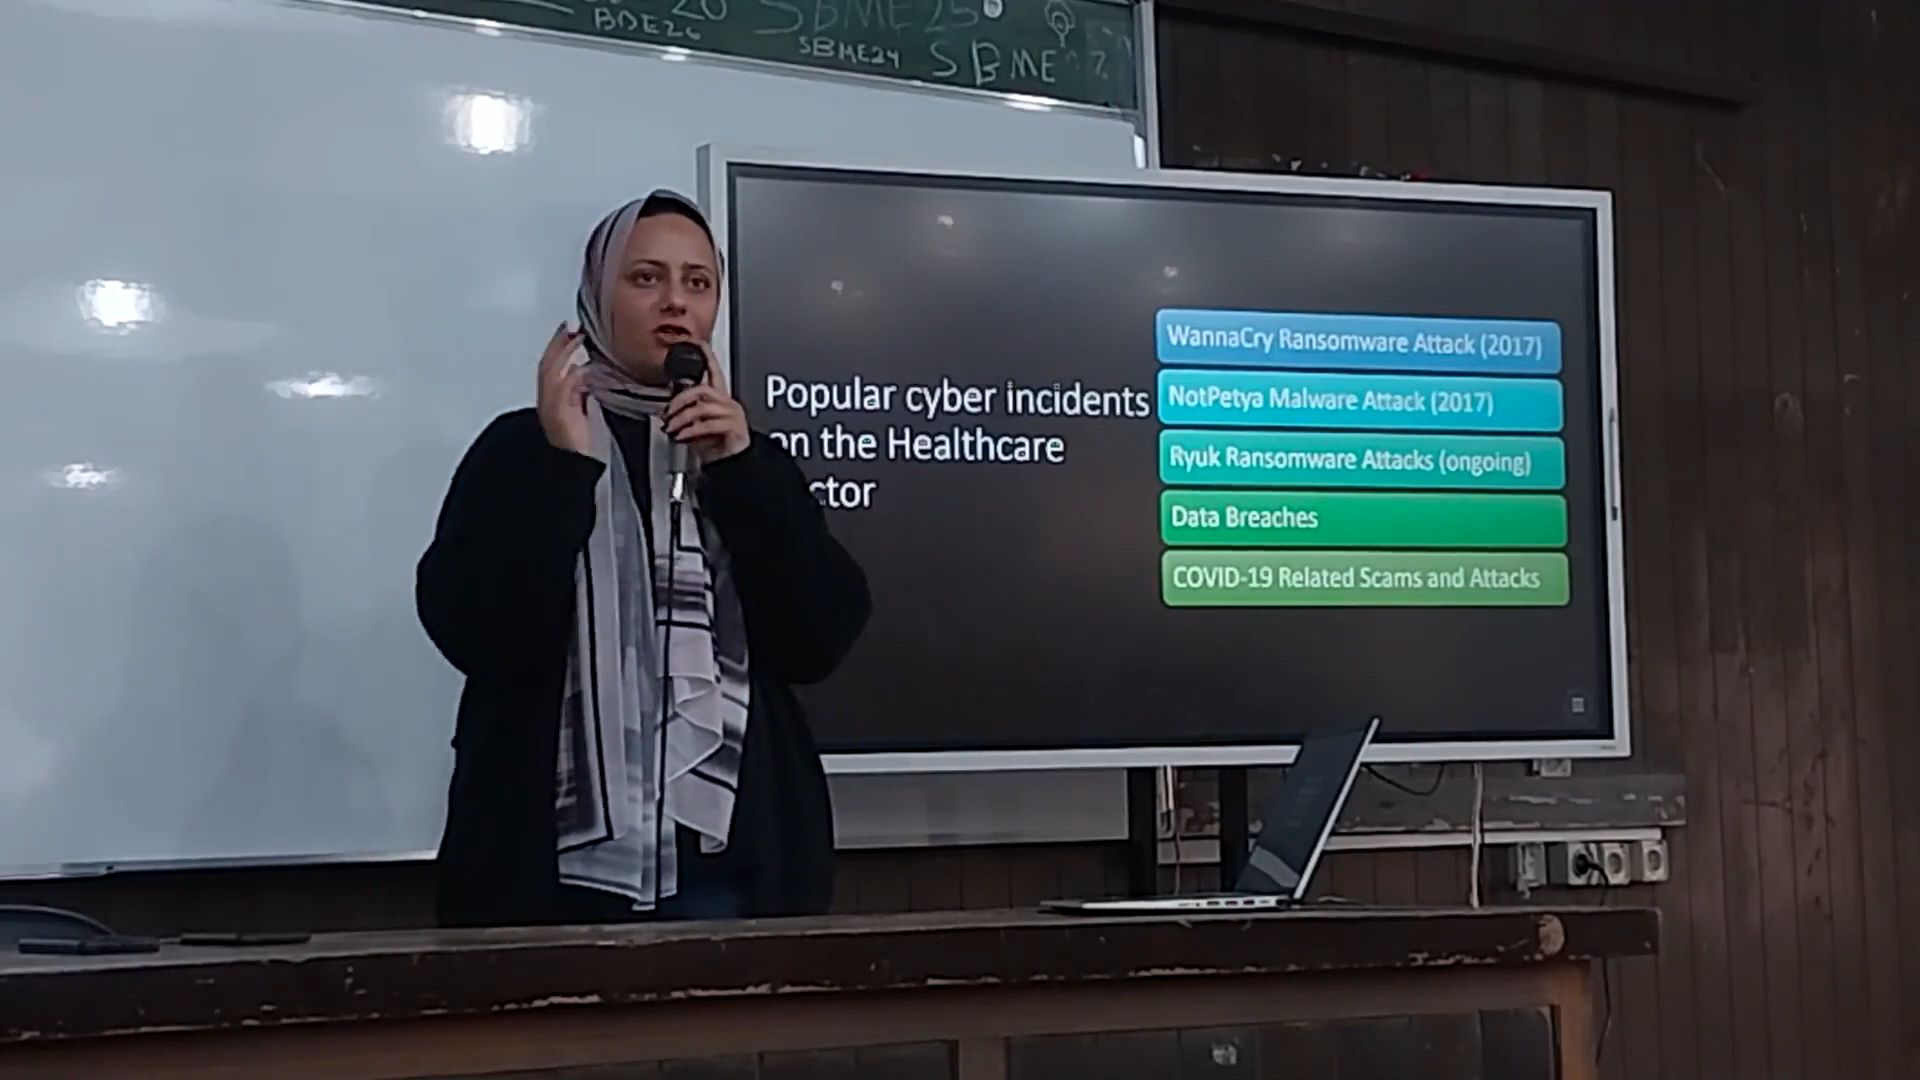 BDE26
SBME25
SBME24
SBME
Popular cyber incidents
on the Healthcare
ctor
WannaCry Ransomware Attack (2017)
NotPetya Malware Attack (2017)
Ryuk Ransomware Attacks (ongoing)
Data Breaches
COVID-19 Related Scams and Attacks